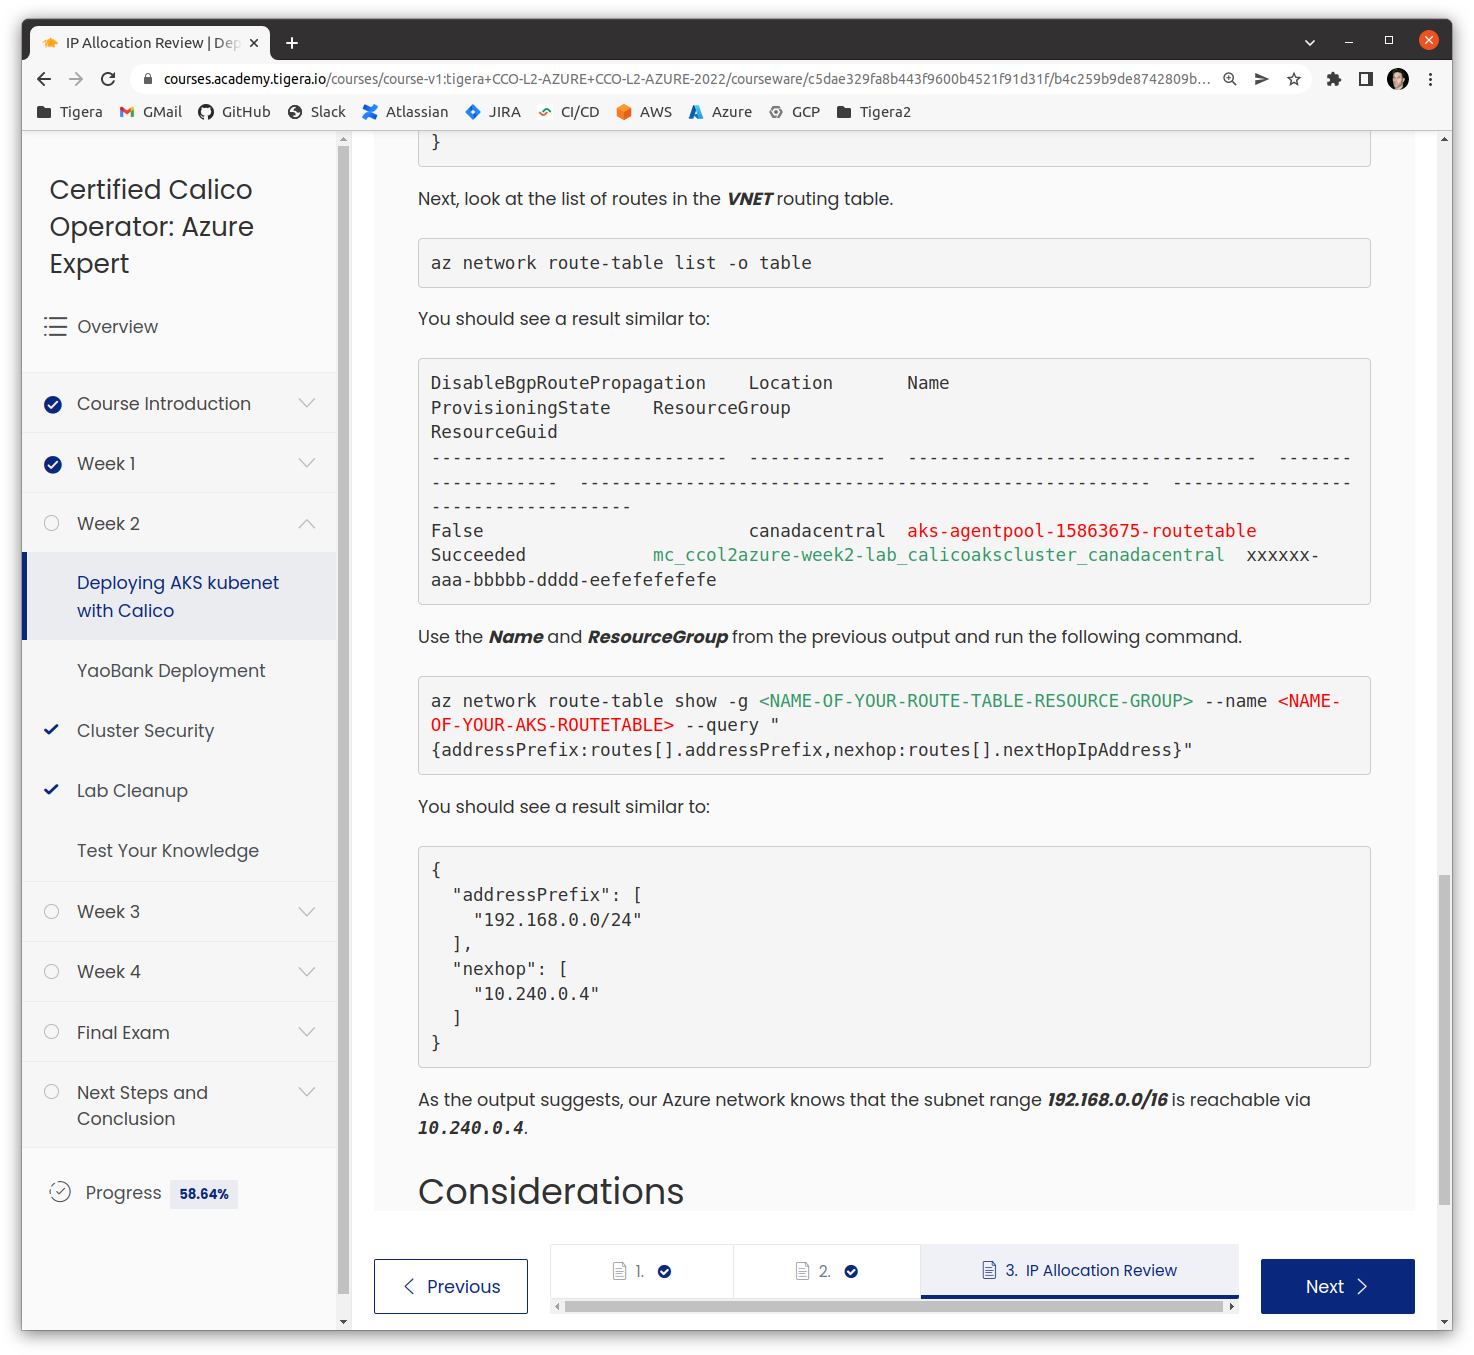 IP Allocation Review | Dep
courses.academy.tigera.io/courses/course-v1:tigera+CCO-L2-AZURE+CCO-L2-AZURE-2022/courseware/c5dae329fa8b443f9600b4521f91d31f/b4c259b9de8742809b...
Tigera GMail GitHub Slack Atlassian JIRA CI/CD AWS Azure GCP Tigera2
Certified Calico
Operator: Azure
Expert
Overview
Course Introduction
Week 1
Week 2
Deploying AKS kubenet
with Calico
YaoBank Deployment
Cluster Security
Lab Cleanup
Test Your Knowledge
Week 3
Week 4
Final Exam
Next Steps and
Conclusion
Progress 58.64%
}
Next, look at the list of routes in the VNET routing table.
az network route-table list -o table
You should see a result similar to:
DisableBgpRoutePropagation    Location       Name
ProvisioningState    ResourceGroup
ResourceGuid
----------------------------  -------------  ---------------------------------  -------
------------  ------------------------------------------------------  -----------------
-------------------
False                         canadacentral  aks-agentpool-15863675-routetable
Succeeded            mc_ccol2azure-week2-lab_calicoakscluster_canadacentral  xxxxxx-
aaa-bbbbb-dddd-eefefefefefe
Use the Name and ResourceGroup from the previous output and run the following command.
az network route-table show -g <NAME-OF-YOUR-ROUTE-TABLE-RESOURCE-GROUP> --name <NAME-
OF-YOUR-AKS-ROUTETABLE> --query "
{addressPrefix:routes[].addressPrefix,nexhop:routes[].nextHopIpAddress}"
You should see a result similar to:
{
  "addressPrefix": [
    "192.168.0.0/24"
  ],
  "nexhop": [
    "10.240.0.4"
  ]
}
As the output suggests, our Azure network knows that the subnet range 192.168.0.0/16 is reachable via
10.240.0.4.
Considerations
Previous
1.
2.
3. IP Allocation Review
Next